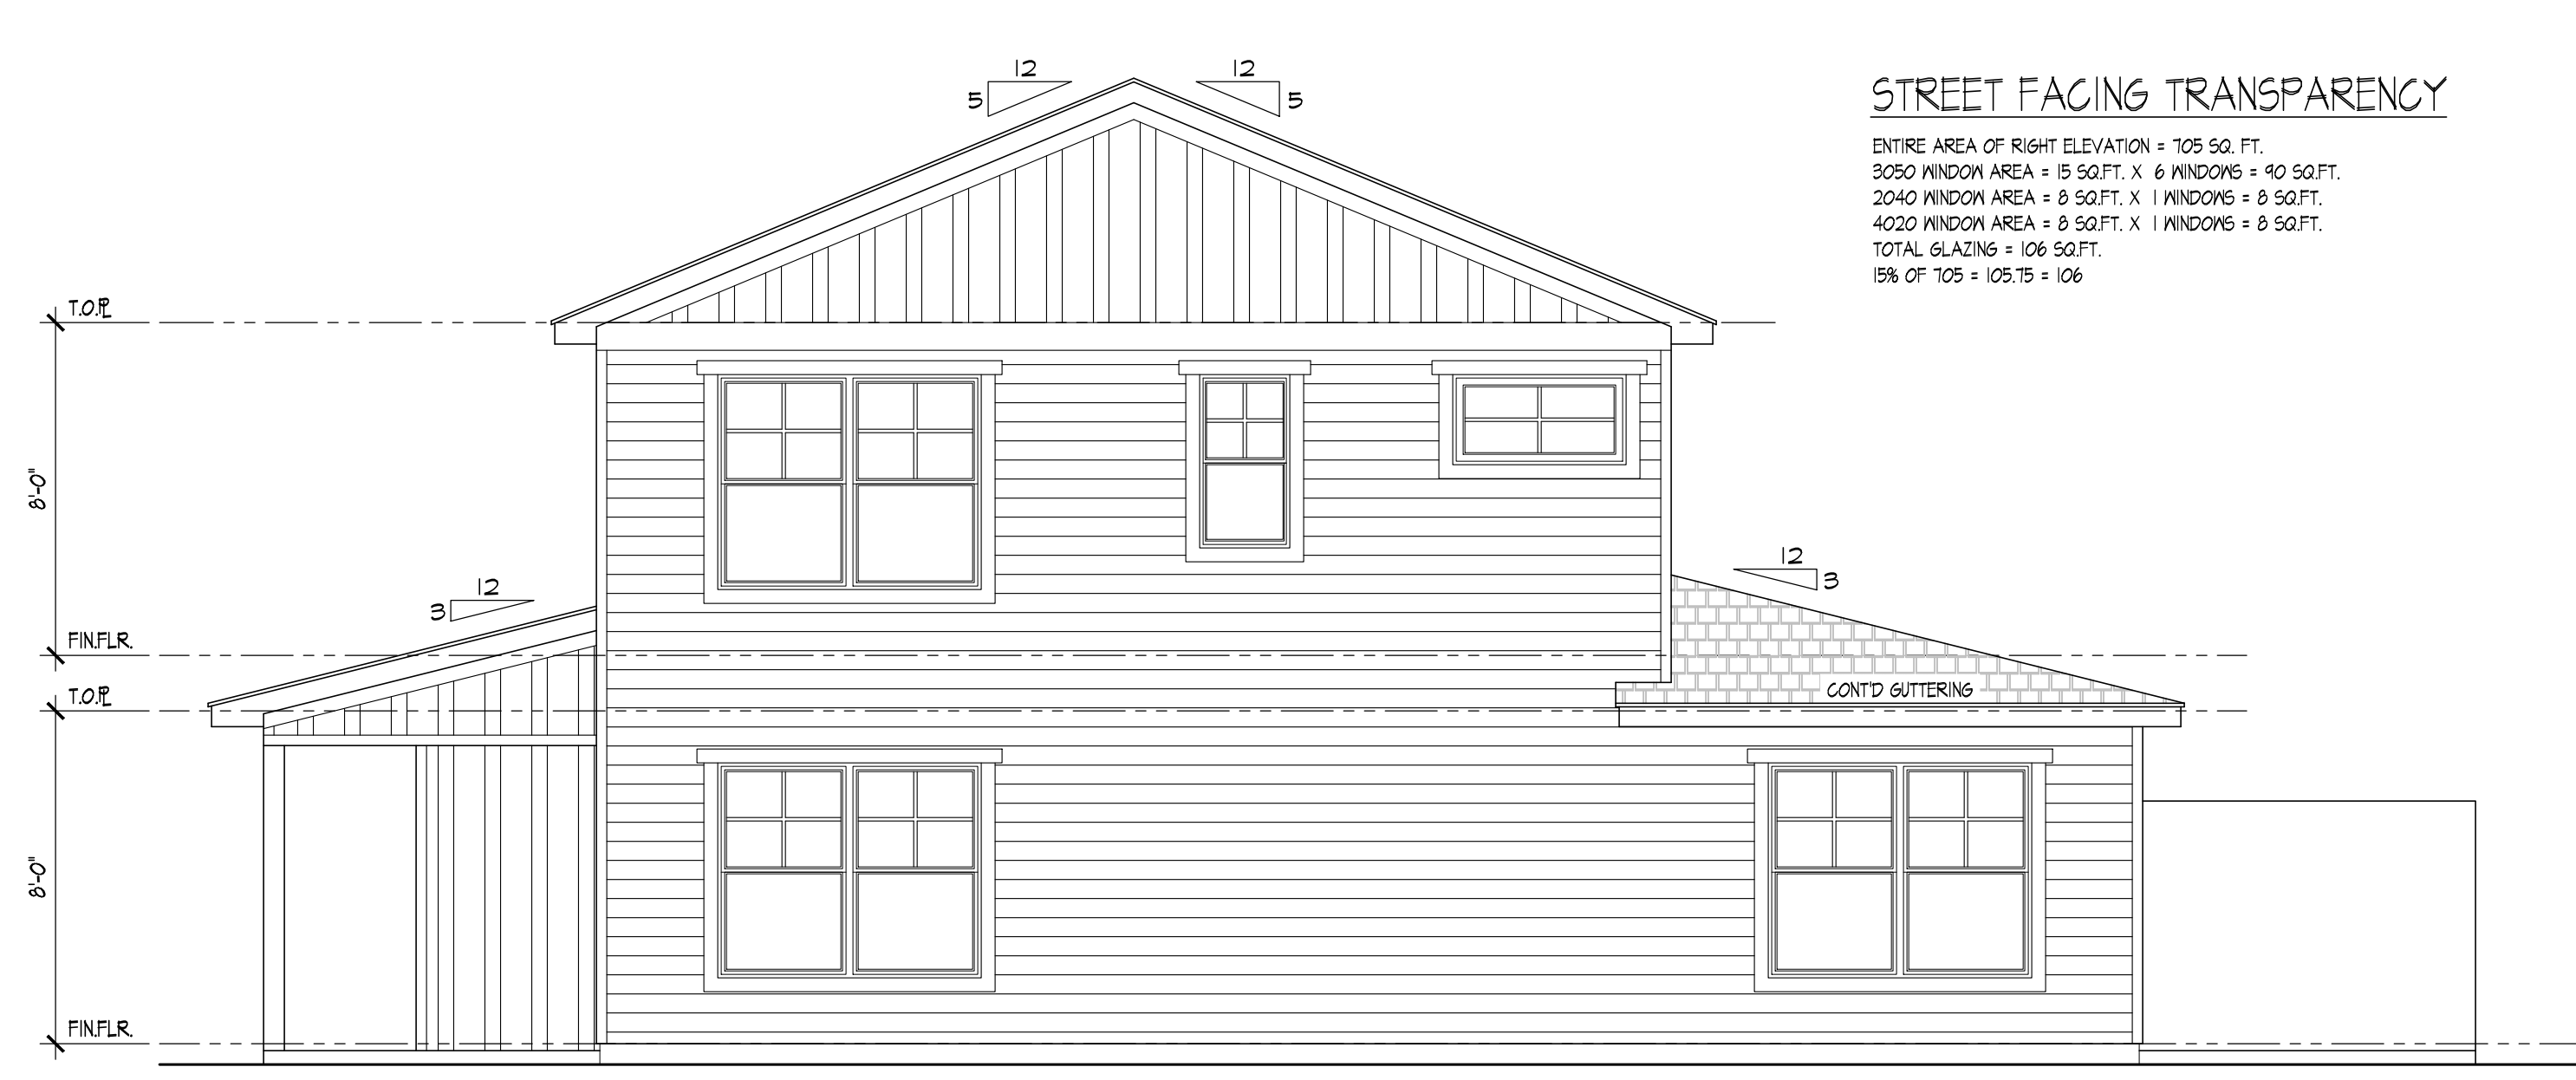 12
12
5
5
STREET FACING TRANSPARENCY
ENTIRE AREA OF RIGHT ELEVATION = 705 SQ. FT.
3050 WINDOW AREA = 15 SQ.FT. X 6 WINDOWS = 90 SQ.FT.
2040 WINDOW AREA = 8 SQ.FT. X 1 WINDOWS = 8 SQ.FT.
4020 WINDOW AREA = 8 SQ.FT. X 1 WINDOWS = 8 SQ.FT.
TOTAL GLAZING = 106 SQ.FT.
15% OF 705 = 105.75 = 106
T.O.PL
8'-0"
12
3
12
3
FIN.FLR.
T.O.PL
CONT'D GUTTERING
8'-0"
FIN.FLR.